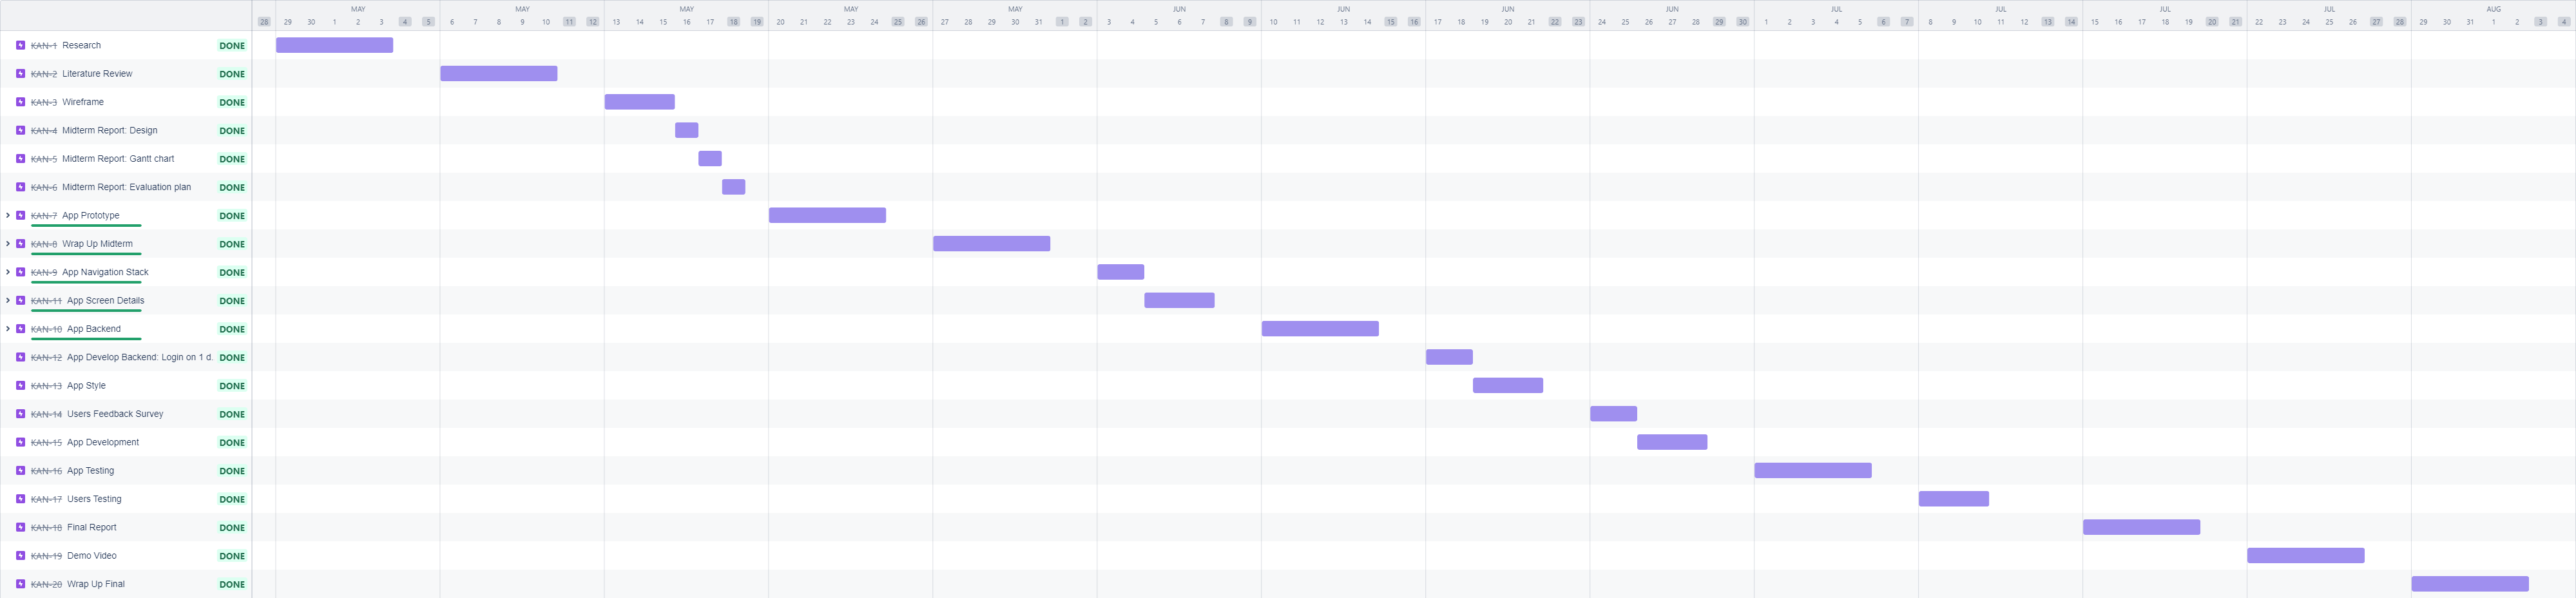 MAY MAY MAY MAY MAY JUN JUN JUN JUN JUL JUL JUL JUL AUG
28 29 30 1 2 3 4 5 6 7 8 9 10 11 12 13 14 15 16 17 18 19 20 21 22 23 24 25 26 27 28 29 30 31 1 2 3 4 5 6 7 8 9 10 11 12 13 14 15 16 17 18 19 20 21 22 23 24 25 26 27 28 29 30 1 2 3 4 5 6 7 8 9 10 11 12 13 14 15 16 17 18 19 20 21 22 23 24 25 26 27 28 29 30 31 1 2 3 4
KAN-1 Research DONE
KAN-2 Literature Review DONE
KAN-3 Wireframe DONE
KAN-4 Midterm Report: Design DONE
KAN-5 Midterm Report: Gantt chart DONE
KAN-6 Midterm Report: Evaluation plan DONE
KAN-7 App Prototype DONE
KAN-8 Wrap Up Midterm DONE
KAN-9 App Navigation Stack DONE
KAN-11 App Screen Details DONE
KAN-10 App Backend DONE
KAN-12 App Develop Backend: Login on 1 d. DONE
KAN-13 App Style DONE
KAN-14 Users Feedback Survey DONE
KAN-15 App Development DONE
KAN-16 App Testing DONE
KAN-17 Users Testing DONE
KAN-18 Final Report DONE
KAN-19 Demo Video DONE
KAN-20 Wrap Up Final DONE